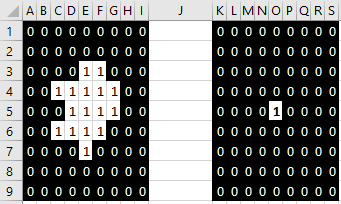 A B C D E F G H I J K L M N O P Q R S
1 0 0 0 0 0 0 0 0 0 0 0 0 0 0 0 0 0 0
2 0 0 0 0 0 0 0 0 0 0 0 0 0 0 0 0 0 0
3 0 0 0 0 1 1 0 0 0 0 0 0 0 0 0 0 0 0
4 0 0 1 1 1 1 1 0 0 0 0 0 0 0 0 0 0 0
5 0 0 0 1 1 1 1 0 0 0 0 0 0 1 0 0 0 0
6 0 0 1 1 1 1 0 0 0 0 0 0 0 0 0 0 0 0
7 0 0 0 0 1 0 0 0 0 0 0 0 0 0 0 0 0 0
8 0 0 0 0 0 0 0 0 0 0 0 0 0 0 0 0 0 0
9 0 0 0 0 0 0 0 0 0 0 0 0 0 0 0 0 0 0